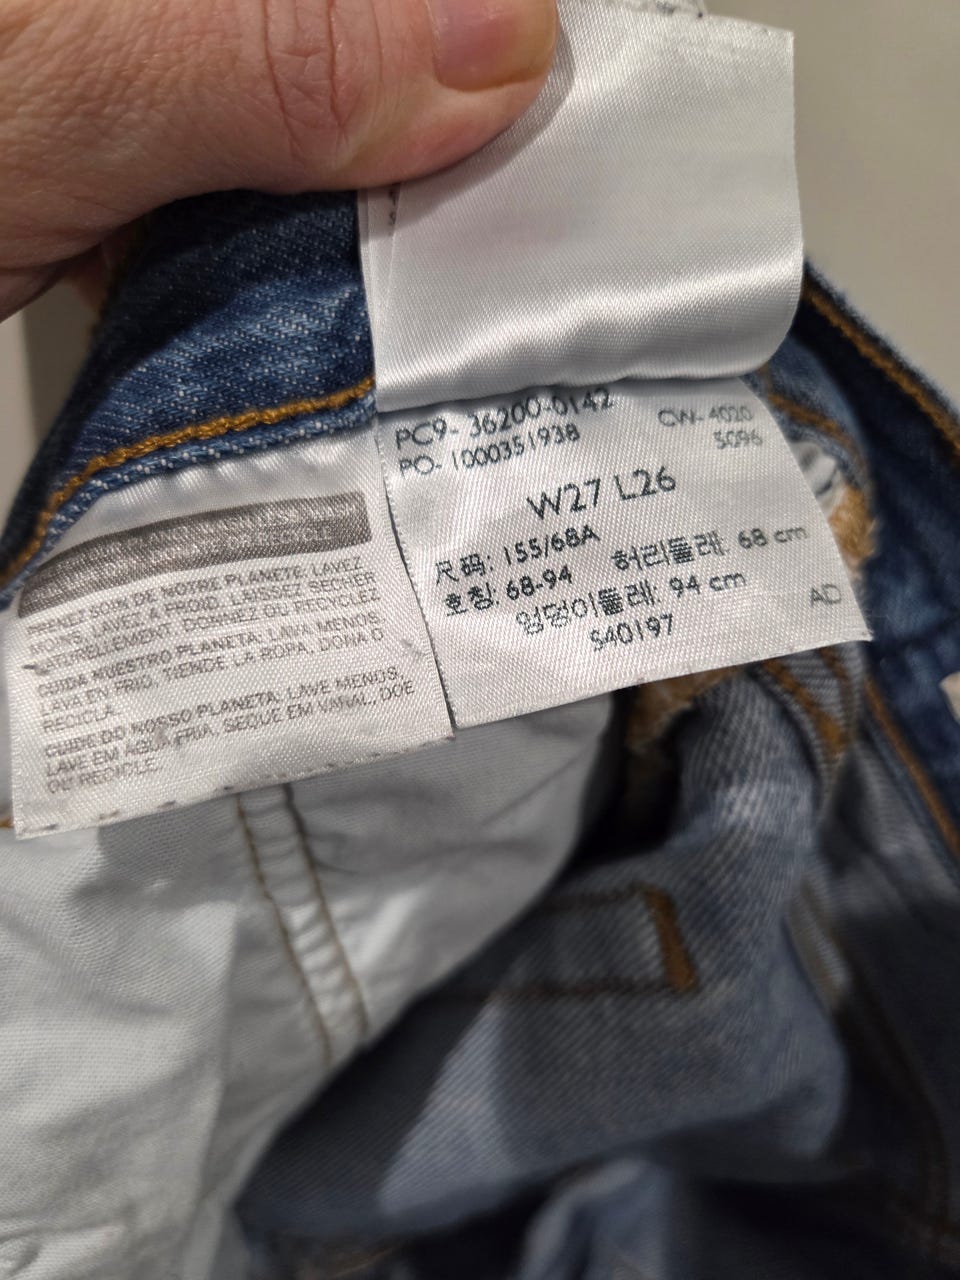 PC9- 36200-0142
PO- 1000351938
CW- 4020
5096
W27 L26
尺码: 155/68A
호칭: 68-94
허리둘레: 68 cm
엉덩이둘레: 94 cm
S40197
AD
PRENEZ SOIN DE NOTRE PLANETE, LAVEZ
MOINS, LAVEZ À FROID, LAISSEZ SECHER
NATURELLEMENT, DONNEZ OU RECYCLEZ
CUIDA NUESTRO PLANETA: LAVA MENOS,
LAVA EN FRIO, TIENDE LA ROPA, DONA O
RECICLA.
CUIDE DO NOSSO PLANETA, LAVE MENOS,
LAVE EM ÁGUA FRIA, SEQUE EM VARAL, DOE
OU RECICLE.